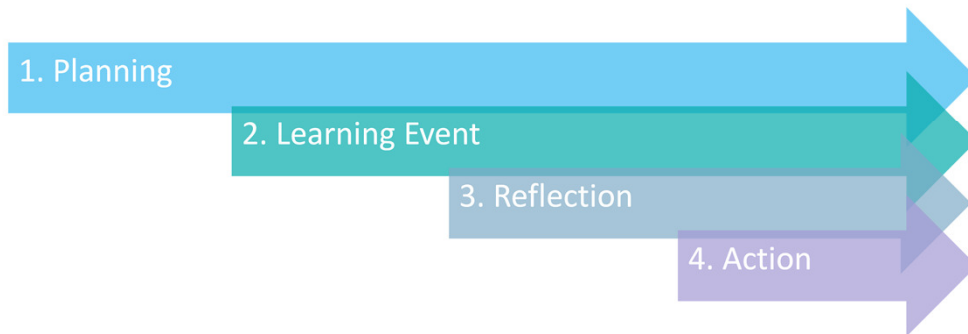 1. Planning
2. Learning Event
3. Reflection
4. Action